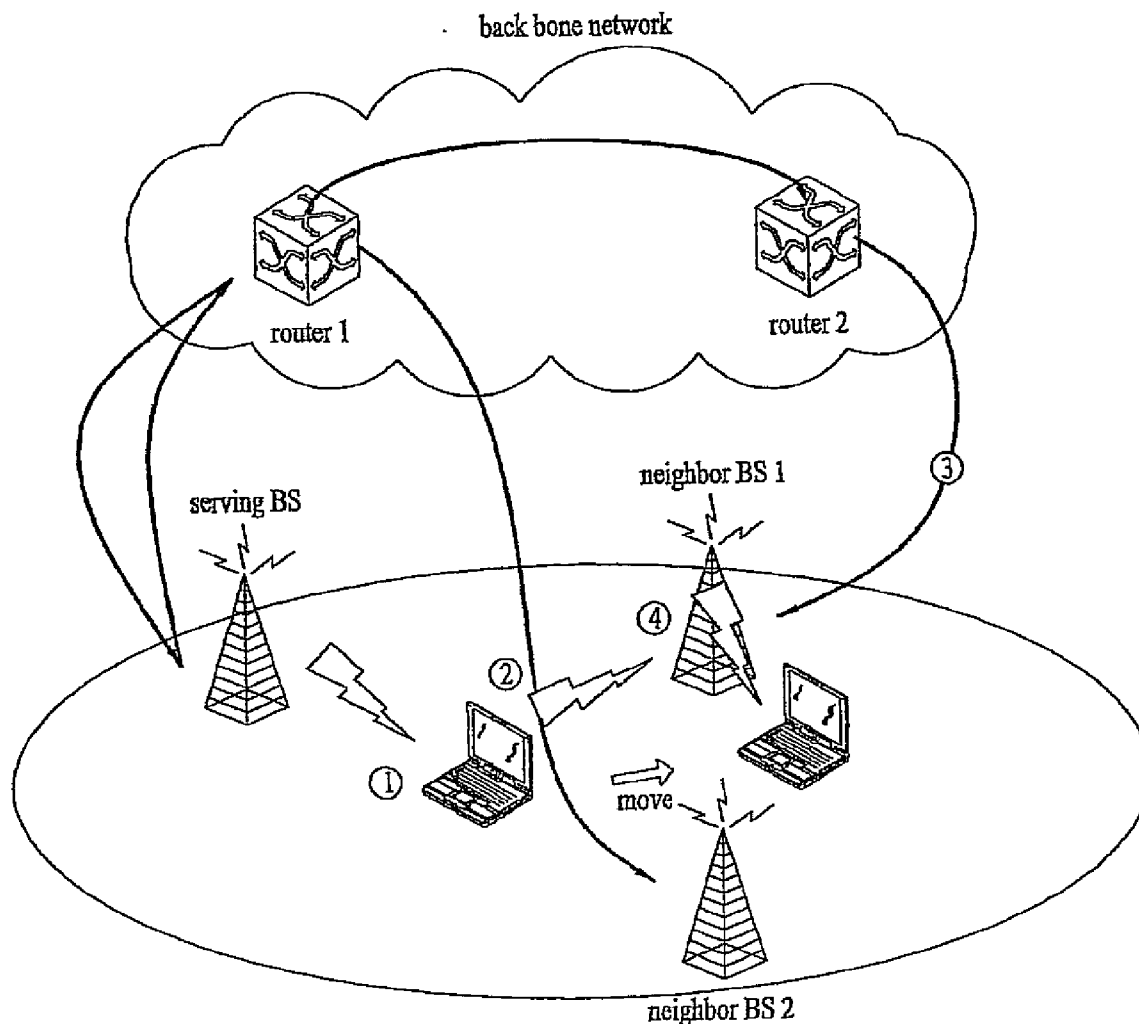 back bone network
router 1
router 2
③
neighbor BS 1
serving BS
④
②
①
move
neighbor BS 2